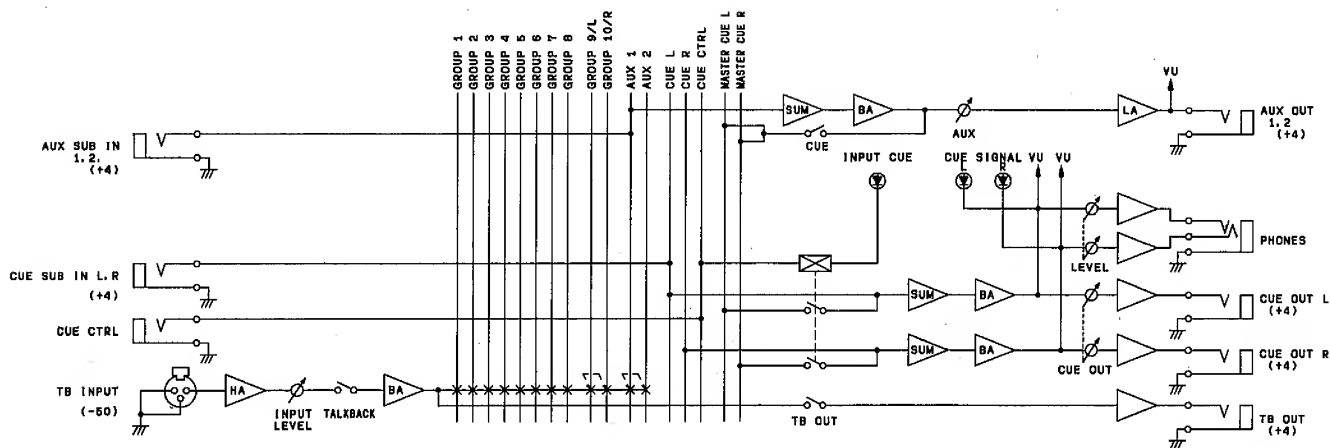 GROUP 1
GROUP 2
GROUP 3
GROUP 4
GROUP 5
GROUP 6
GROUP 7
GROUP 8
GROUP 9/L
GROUP 10/R
AUX 1
AUX 2
CUE L
CUE R
CUE CTRL
MASTER CUE L
MASTER CUE R
AUX SUB IN
1. 2.
(+4)
SUM
BA
CUE
AUX
LA
VU
AUX OUT
1.2
(+4)
INPUT CUE
CUE SIGNAL
L
R
VU
VU
LEVEL
PHONES
CUE SUB IN L.R
(+4)
SUM
BA
CUE OUT L
(+4)
CUE CTRL
SUM
BA
CUE OUT
CUE OUT R
(+4)
TB INPUT
(-50)
HA
INPUT
LEVEL
TALKBACK
BA
TB OUT
TB OUT
(+4)